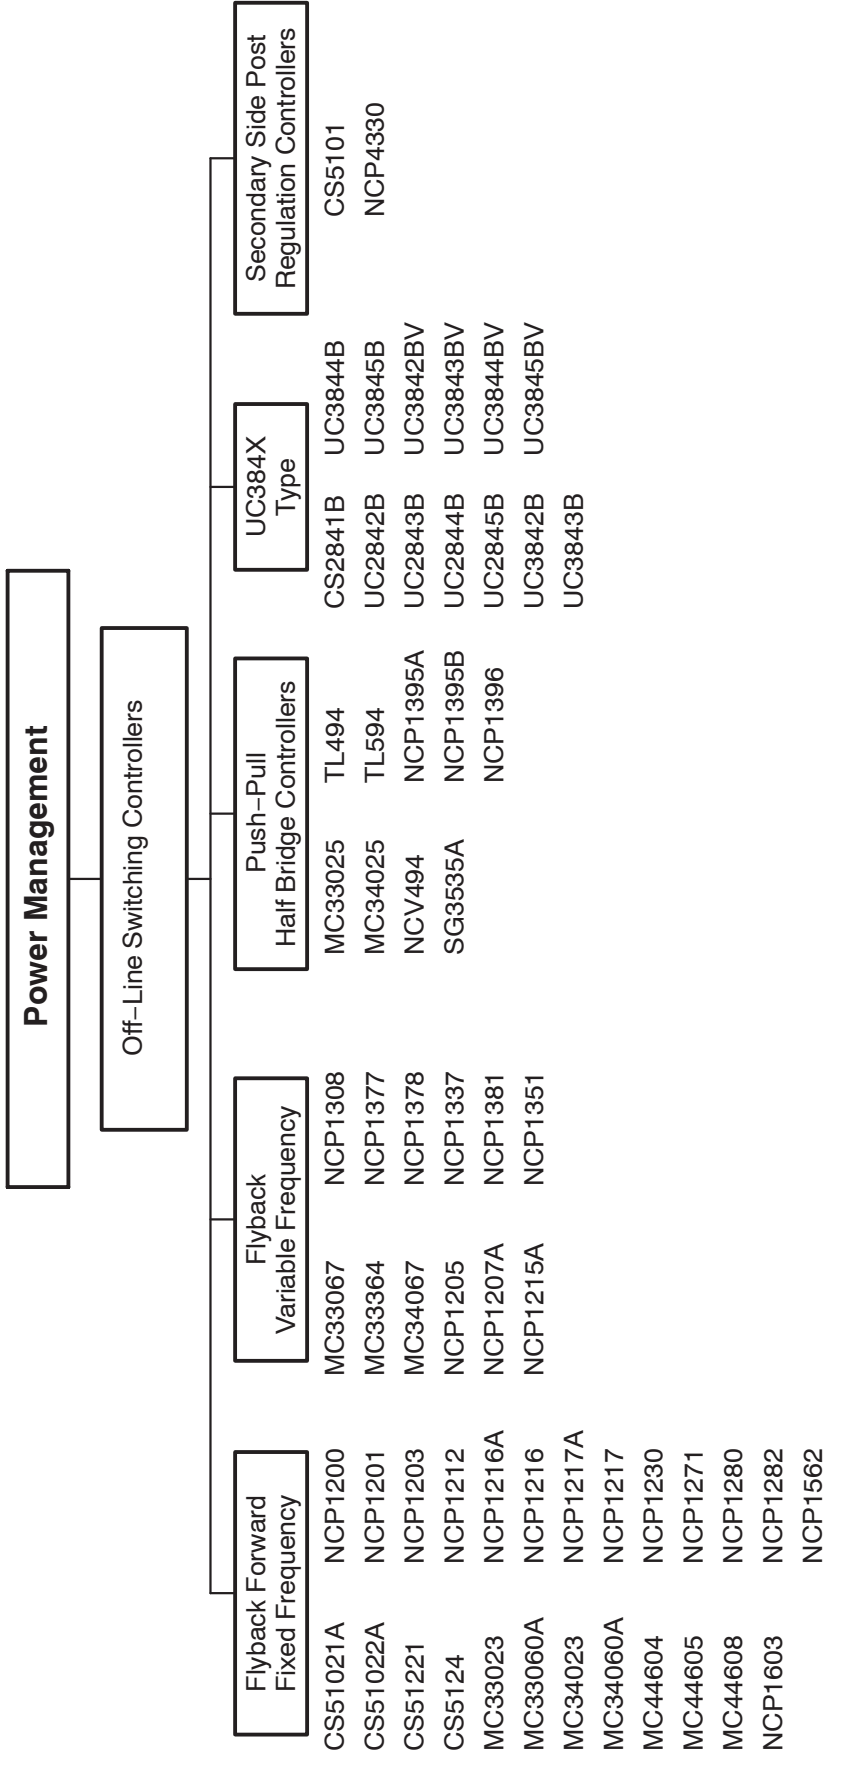 Power Management
Off−Line Switching Controllers
Flyback Forward
Fixed Frequency
CS51021A
CS51022A
CS51221
CS5124
MC33023
MC33060A
MC34023
MC34060A
MC44604
MC44605
MC44608
NCP1603
NCP1200
NCP1201
NCP1203
NCP1212
NCP1216A
NCP1216
NCP1217A
NCP1217
NCP1230
NCP1271
NCP1280
NCP1282
NCP1562
Flyback
Variable Frequency
MC33067
MC33364
MC34067
NCP1205
NCP1207A
NCP1215A
NCP1308
NCP1377
NCP1378
NCP1337
NCP1381
NCP1351
Push−Pull
Half Bridge Controllers
MC33025
MC34025
NCV494
SG3535A
TL494
TL594
NCP1395A
NCP1395B
NCP1396
UC384X
Type
CS2841B
UC2842B
UC2843B
UC2844B
UC2845B
UC3842B
UC3843B
UC3844B
UC3845B
UC3842BV
UC3843BV
UC3844BV
UC3845BV
Secondary Side Post
Regulation Controllers
CS5101
NCP4330